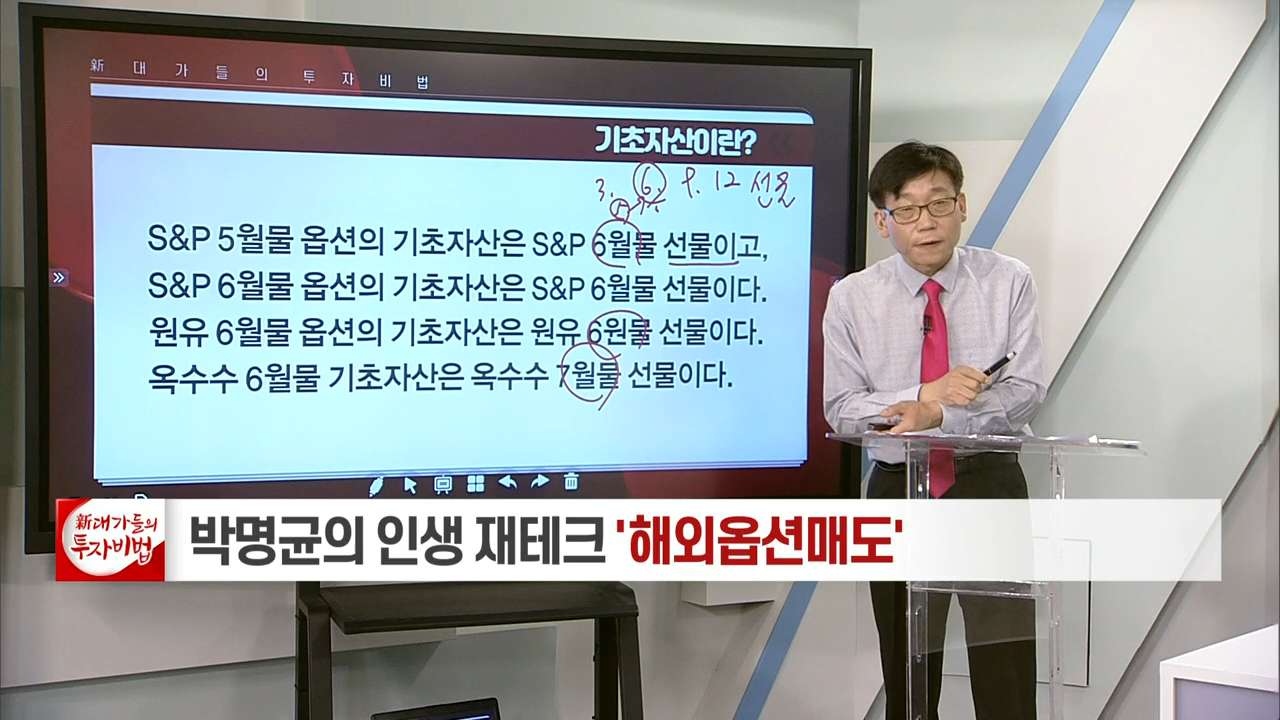 新 대 가 들 의 투 자 비 법
기초자산이란?
3. 6. 9. 12 선물
S&P 5월물 옵션의 기초자산은 S&P 6월물 선물이고,
S&P 6월물 옵션의 기초자산은 S&P 6월물 선물이다.
원유 6월물 옵션의 기초자산은 원유 6원물 선물이다.
옥수수 6월물 기초자산은 옥수수 7월물 선물이다.
新대가들의
투자비법
박명균의 인생 재테크 '해외옵션매도'